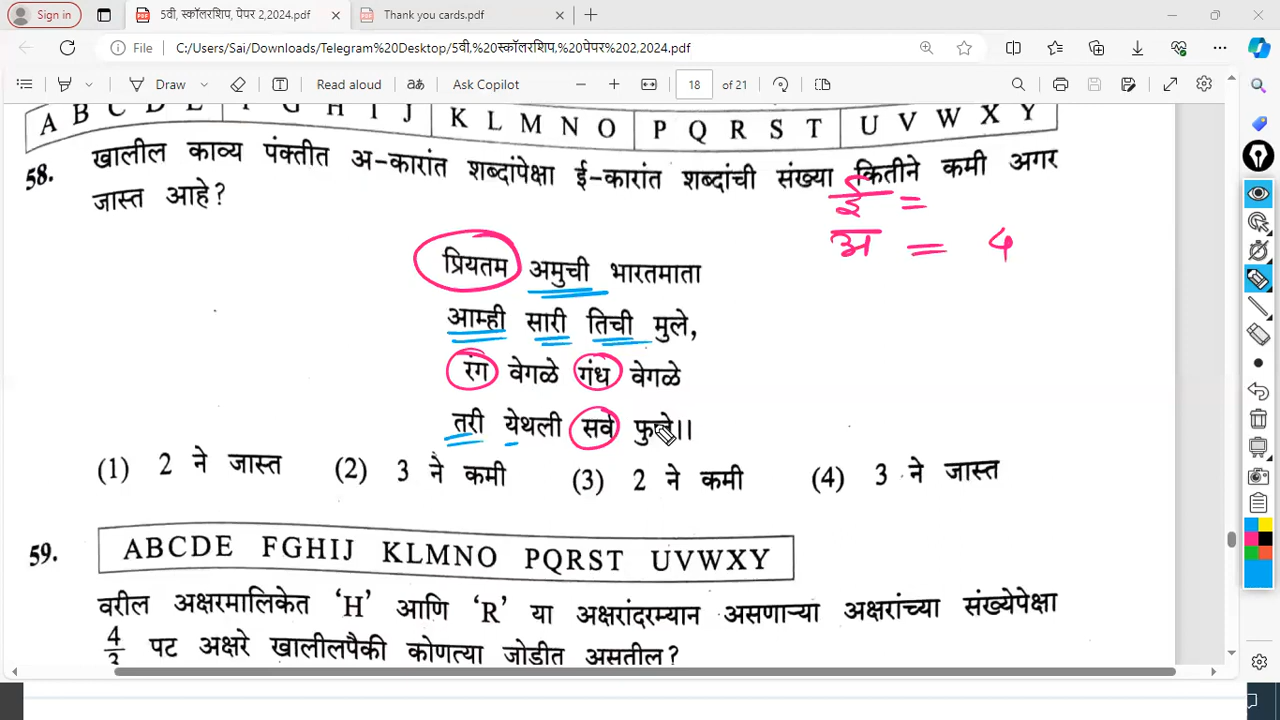 Sign in
5वी, स्कॉलरशिप, पेपर 2,2024.pdf
Thank you cards.pdf
File C:/Users/Sai/Downloads/Telegram%20Desktop/5वी,%20स्कॉलरशिप,%20पेपर%202,2024.pdf
Draw Read aloud aあ Ask Copilot 18 of 21
A B C D E F G H I J K L M N O P Q R S T U V W X Y
58. खालील काव्य पंक्तीत अ-कारांत शब्दांपेक्षा ई-कारांत शब्दांची संख्या कितीने कमी अगर
जास्त आहे?
ई =
अ = 4
प्रियतम अमुची भारतमाता
आम्ही सारी तिची मुले,
रंग वेगळे गंध वेगळे
तरी येथली सर्व फुले।।
(1) 2 ने जास्त (2) 3 ने कमी (3) 2 ने कमी (4) 3 ने जास्त
59. ABCDE FGHIJ KLMNO PQRST UVWXY
वरील अक्षरमालिकेत ‘H’ आणि ‘R’ या अक्षरांदरम्यान असणाऱ्या अक्षरांच्या संख्येपेक्षा
4/3 पट अक्षरे खालीलपैकी कोणत्या जोडीत असतील?